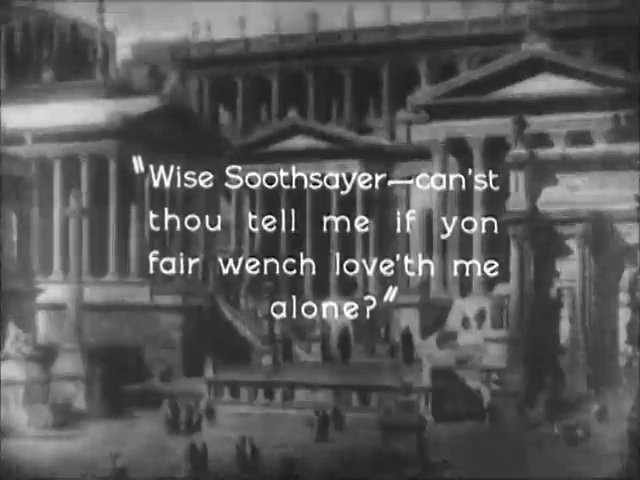 "Wise Soothsayer—can'st
thou tell me if yon
fair wench love'th me
alone?"